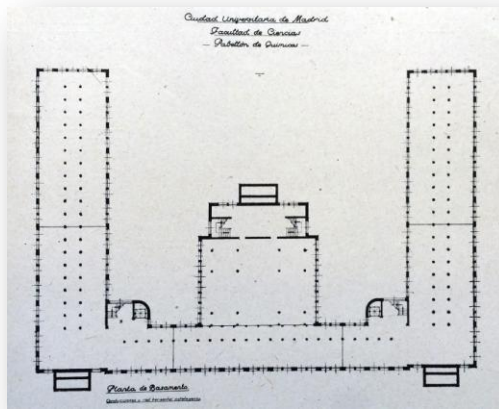 Ciudad Universitaria de Madrid
Facultad de Ciencias
— Pabellón de Químicas —
Planta de Basamento